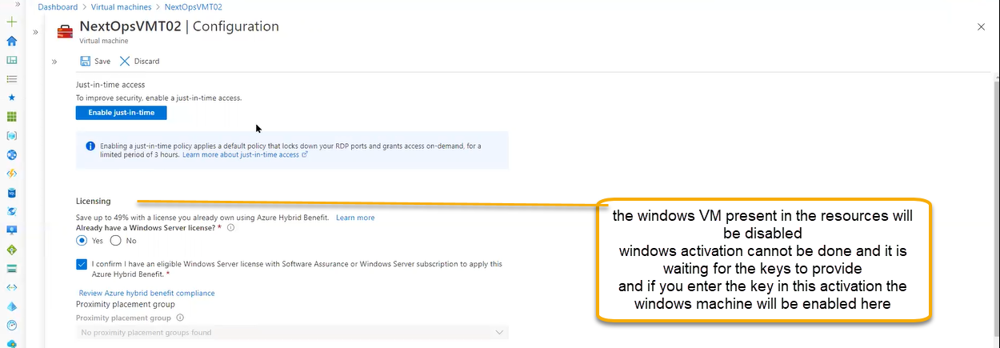 Dashboard > Virtual machines > NextOpsVMT02
NextOpsVMT02 | Configuration
Virtual machine
Save Discard
Just-in-time access
To improve security, enable a just-in-time access.
Enable just-in-time
Enabling a just-in-time policy applies a default policy that locks down your RDP ports and grants access on-demand, for a
limited period of 3 hours. Learn more about just-in-time access
Licensing
Save up to 49% with a license you already own using Azure Hybrid Benefit. Learn more
Already have a Windows Server license? *
Yes No
I confirm I have an eligible Windows Server license with Software Assurance or Windows Server subscription to apply this
Azure Hybrid Benefit. *
Review Azure hybrid benefit compliance
Proximity placement group
Proximity placement group
No proximity placement groups found
the windows VM present in the resources will
be disabled
windows activation cannot be done and it is
waiting for the keys to provide
and if you enter the key in this activation the
windows machine will be enabled here